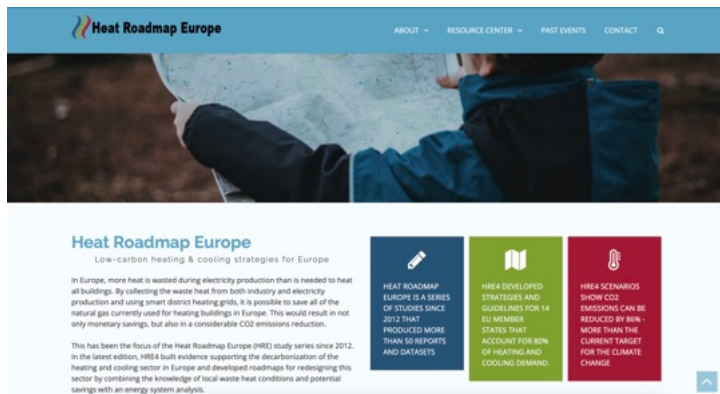 Heat Roadmap Europe
ABOUT
RESOURCE CENTER
PAST EVENTS
CONTACT
Heat Roadmap Europe
Low-carbon heating & cooling strategies for Europe
In Europe, more heat is wasted during electricity production than is needed to heat
all buildings. By collecting the waste heat from both industry and electricity
production and using smart district heating grids, it is possible to save all of the
natural gas currently used for heating buildings in Europe. This would result in not
only monetary savings, but also in a considerable CO2 emissions reduction.
This has been the focus of the Heat Roadmap Europe (HRE) study series since 2012.
In the latest edition, HRE4 built evidence supporting the decarbonization of the
heating and cooling sector in Europe and developed roadmaps for redesigning this
sector by combining the knowledge of local waste heat conditions and potential
savings with an energy system analysis.
HEAT ROADMAP
EUROPE IS A SERIES
OF STUDIES SINCE
2012 THAT
PRODUCED MORE
THAN 50 REPORTS
AND DATASETS
HRE4 DEVELOPED
STRATEGIES AND
GUIDELINES FOR 14
EU MEMBER
STATES THAT
ACCOUNT FOR 80%
OF HEATING AND
COOLING DEMAND.
HRE4 SCENARIOS
SHOW CO2
EMISSIONS CAN BE
REDUCED BY 86% -
MORE THAN THE
CURRENT TARGET
FOR THE CLIMATE
CHANGE